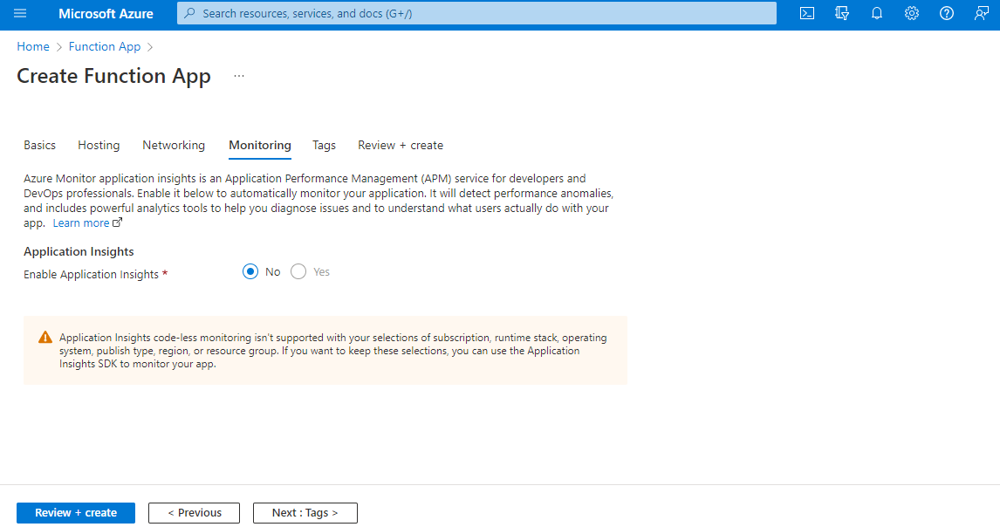 Microsoft Azure
Search resources, services, and docs (G+/)
Home > Function App >
Create Function App ...
Basics Hosting Networking Monitoring Tags Review + create
Azure Monitor application insights is an Application Performance Management (APM) service for developers and
DevOps professionals. Enable it below to automatically monitor your application. It will detect performance anomalies,
and includes powerful analytics tools to help you diagnose issues and to understand what users actually do with your
app. Learn more
Application Insights
Enable Application Insights * No Yes
Application Insights code-less monitoring isn't supported with your selections of subscription, runtime stack, operating
system, publish type, region, or resource group. If you want to keep these selections, you can use the Application
Insights SDK to monitor your app.
Review + create < Previous Next : Tags >